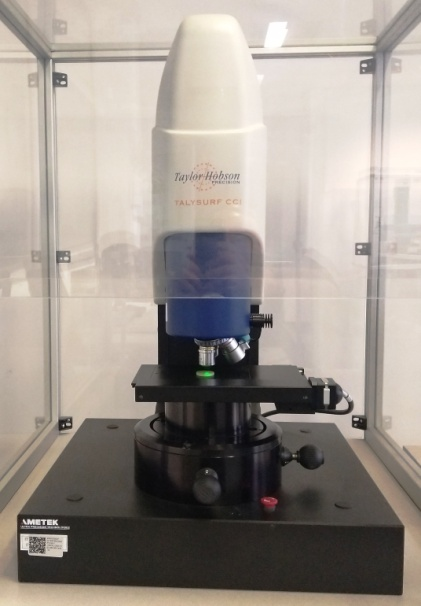 Taylor Hobson
PRECISION
TALYSURF CCI
AMETEK